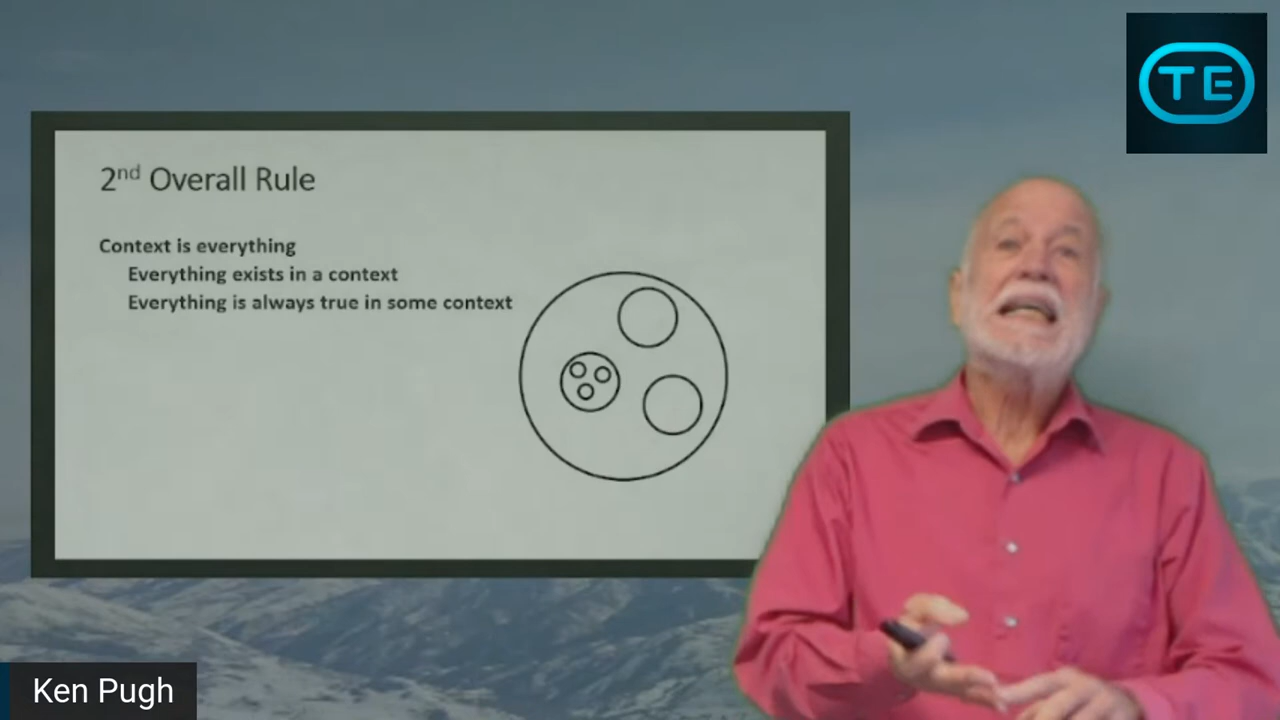 TE
2nd Overall Rule
Context is everything
Everything exists in a context
Everything is always true in some context
Ken Pugh